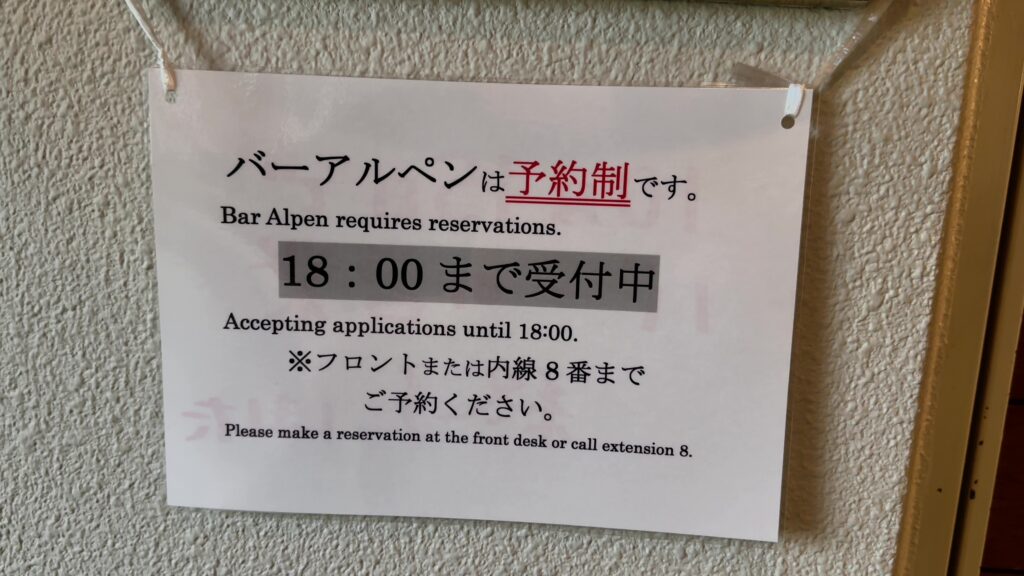 バーアルペンは予約制です。
Bar Alpen requires reservations.
18：00 まで受付中
Accepting applications until 18:00.
※フロントまたは内線 8 番まで
ご予約ください。
Please make a reservation at the front desk or call extension 8.